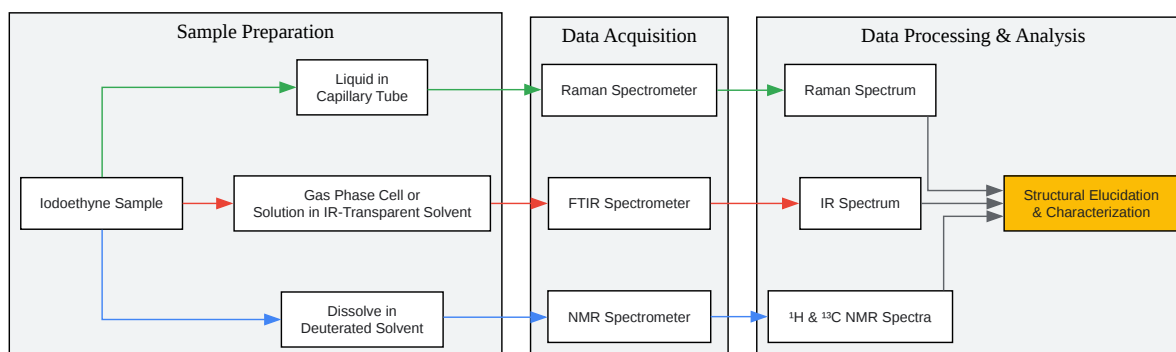 Sample Preparation
Data Acquisition
Data Processing & Analysis
Liquid in
Capillary Tube
Raman Spectrometer
Raman Spectrum
Iodoethyne Sample
Gas Phase Cell or
Solution in IR-Transparent Solvent
FTIR Spectrometer
IR Spectrum
Structural Elucidation
& Characterization
Dissolve in
Deuterated Solvent
NMR Spectrometer
¹H & ¹³C NMR Spectra